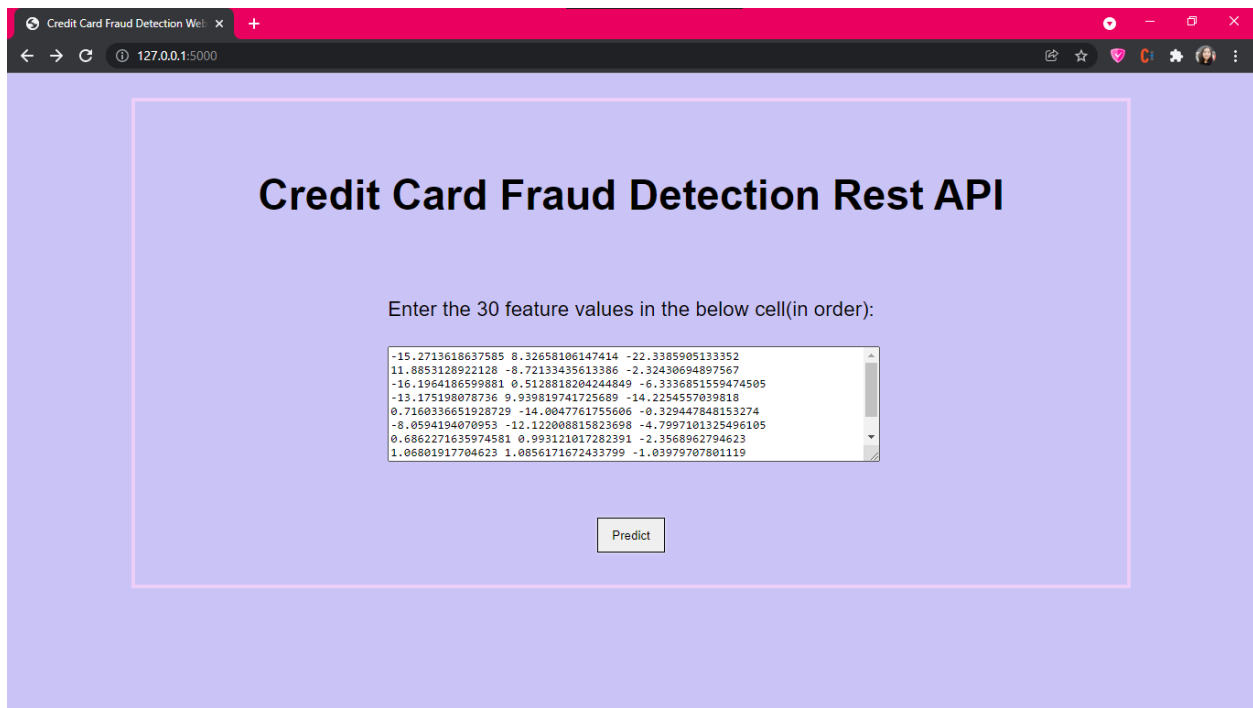 Credit Card Fraud Detection Web
127.0.0.1:5000
Credit Card Fraud Detection Rest API
Enter the 30 feature values in the below cell(in order):
-15.2713618637585 8.32658106147414 -22.3385905133352
11.8853128922128 -8.72133435613386 -2.32430694897567
-16.1964186599881 0.5128818204244849 -6.3336851559474505
-13.175198078736 9.939819741725689 -14.2254557039818
0.7160336651928729 -14.0047761755606 -0.329447848153274
-8.0594194070953 -12.122008815823698 -4.7997101325496105
0.6862271635974581 0.993121017282391 -2.3568962794623
1.06801917704623 1.0856171672433799 -1.03979707801119
Predict